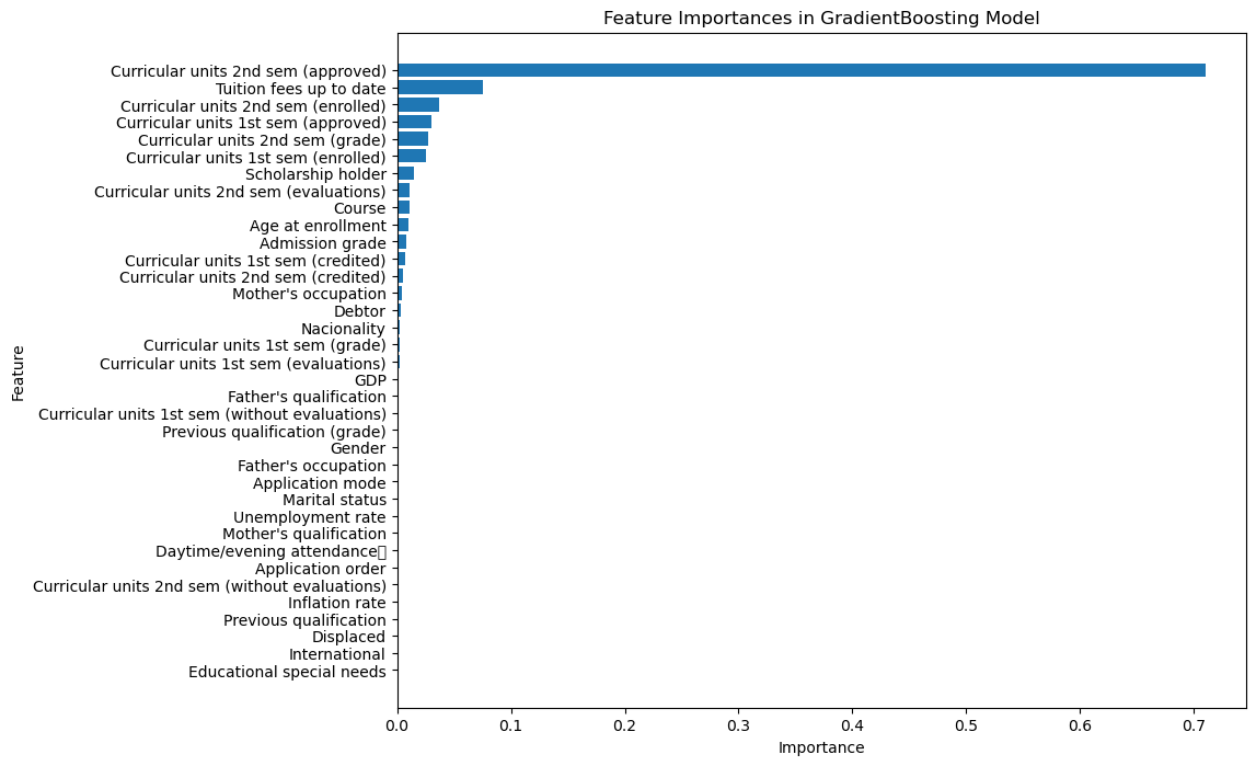 Feature Importances in GradientBoosting Model
Curricular units 2nd sem (approved)
Tuition fees up to date
Curricular units 2nd sem (enrolled)
Curricular units 1st sem (approved)
Curricular units 2nd sem (grade)
Curricular units 1st sem (enrolled)
Scholarship holder
Curricular units 2nd sem (evaluations)
Course
Age at enrollment
Admission grade
Curricular units 1st sem (credited)
Curricular units 2nd sem (credited)
Mother's occupation
Debtor
Nacionality
Curricular units 1st sem (grade)
Curricular units 1st sem (evaluations)
GDP
Father's qualification
Curricular units 1st sem (without evaluations)
Previous qualification (grade)
Gender
Father's occupation
Application mode
Marital status
Unemployment rate
Mother's qualification
Daytime/evening attendance▯
Application order
Curricular units 2nd sem (without evaluations)
Inflation rate
Previous qualification
Displaced
International
Educational special needs
Feature
0.0 0.1 0.2 0.3 0.4 0.5 0.6 0.7
Importance